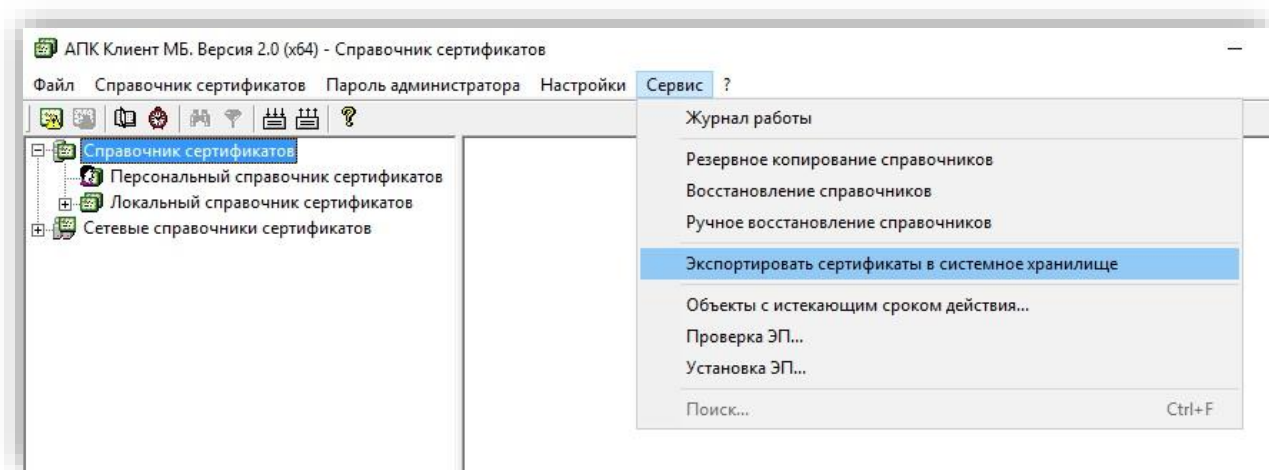 АПК Клиент МБ. Версия 2.0 (x64) - Справочник сертификатов
Файл Справочник сертификатов Пароль администратора Настройки Сервис ?
Справочник сертификатов
Персональный справочник сертификатов
Локальный справочник сертификатов
Сетевые справочники сертификатов
Журнал работы
Резервное копирование справочников
Восстановление справочников
Ручное восстановление справочников
Экспортировать сертификаты в системное хранилище
Объекты с истекающим сроком действия...
Проверка ЭП...
Установка ЭП...
Поиск... Ctrl+F